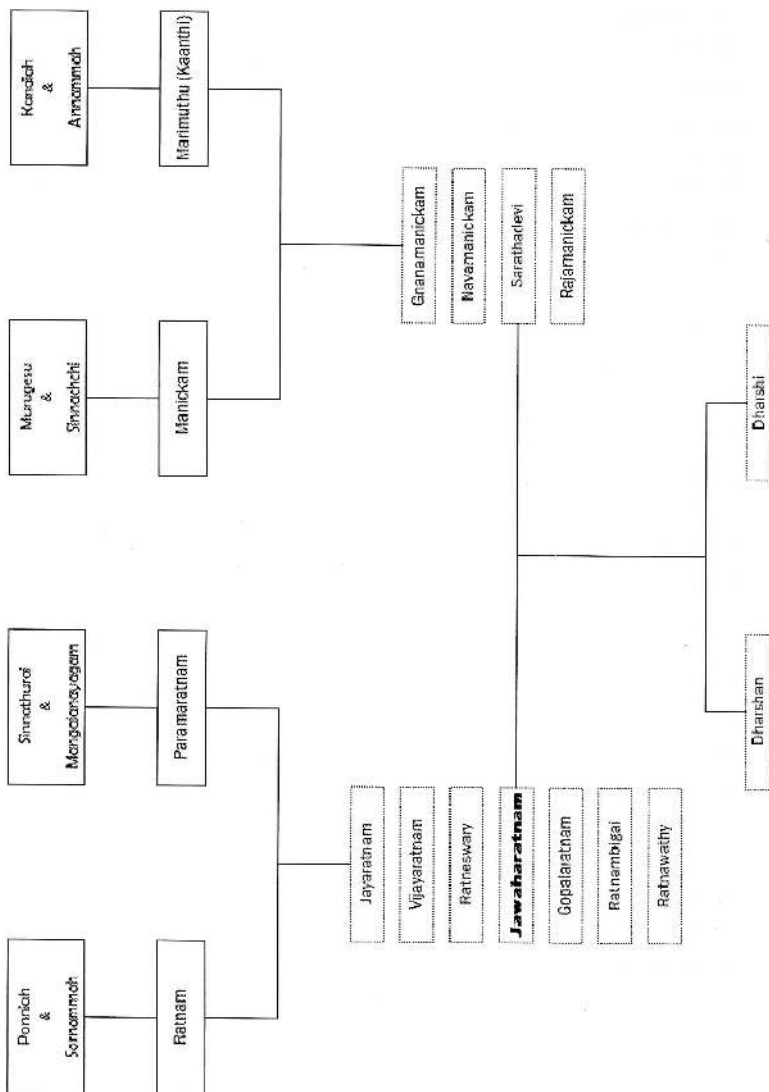 Ponniah
&
Sornammah
Sinnathurai
&
Mangaianayagam
Murugesu
&
Sinnachchi
Kandiah
&
Annammah
Ratnam
Paramaratnam
Manickam
Marimuthu (Kaanthi)
Jayaratnam
Vijayaratnam
Ratneswary
Jawaharatnam
Gopalaratnam
Ratnambigai
Ratnawathy
Gnanamanickam
Navamanickam
Sarathadevi
Rajamanickam
Dharshan
Dharshi